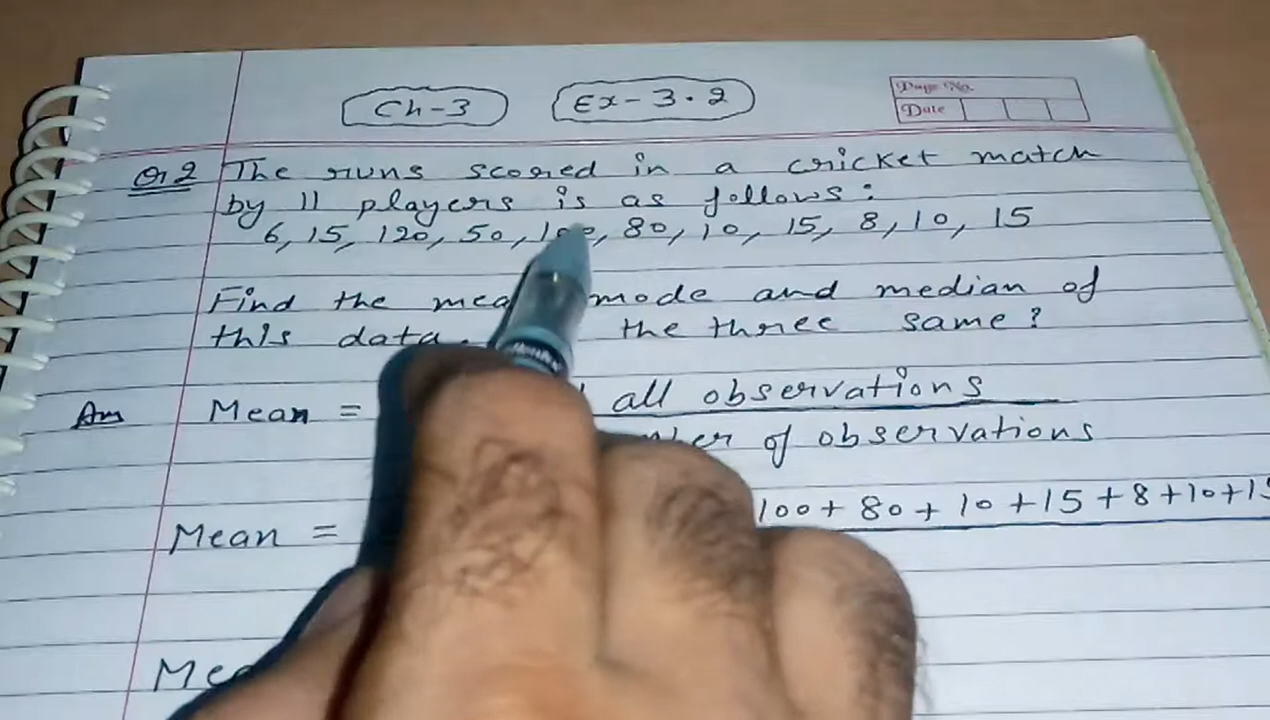 Ch-3
Ex-3.2
Page No.
Date
Q2 The runs scored in a cricket match
by 11 players is as follows:
6, 15, 120, 50, 100, 80, 10, 15, 8, 10, 15
Find the mode and median of
this data. the three same?
Ans Mean = all observations
of observations
Mean = 100+80+10+15+8+10+15